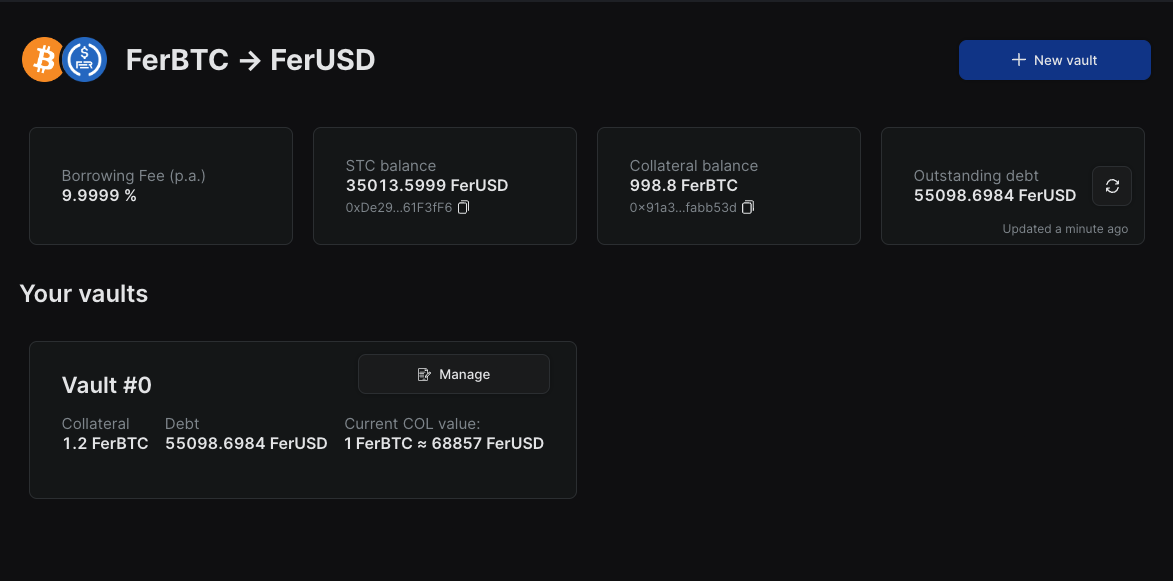 FerBTC → FerUSD
New vault
Borrowing Fee (p.a.)
9.9999 %
STC balance
35013.5999 FerUSD
0xDe29...61F3fF6
Collateral balance
998.8 FerBTC
0x91a3...fabb53d
Outstanding debt
55098.6984 FerUSD
Updated a minute ago
Your vaults
Vault #0
Manage
Collateral
1.2 FerBTC
Debt
55098.6984 FerUSD
Current COL value:
1 FerBTC ≈ 68857 FerUSD